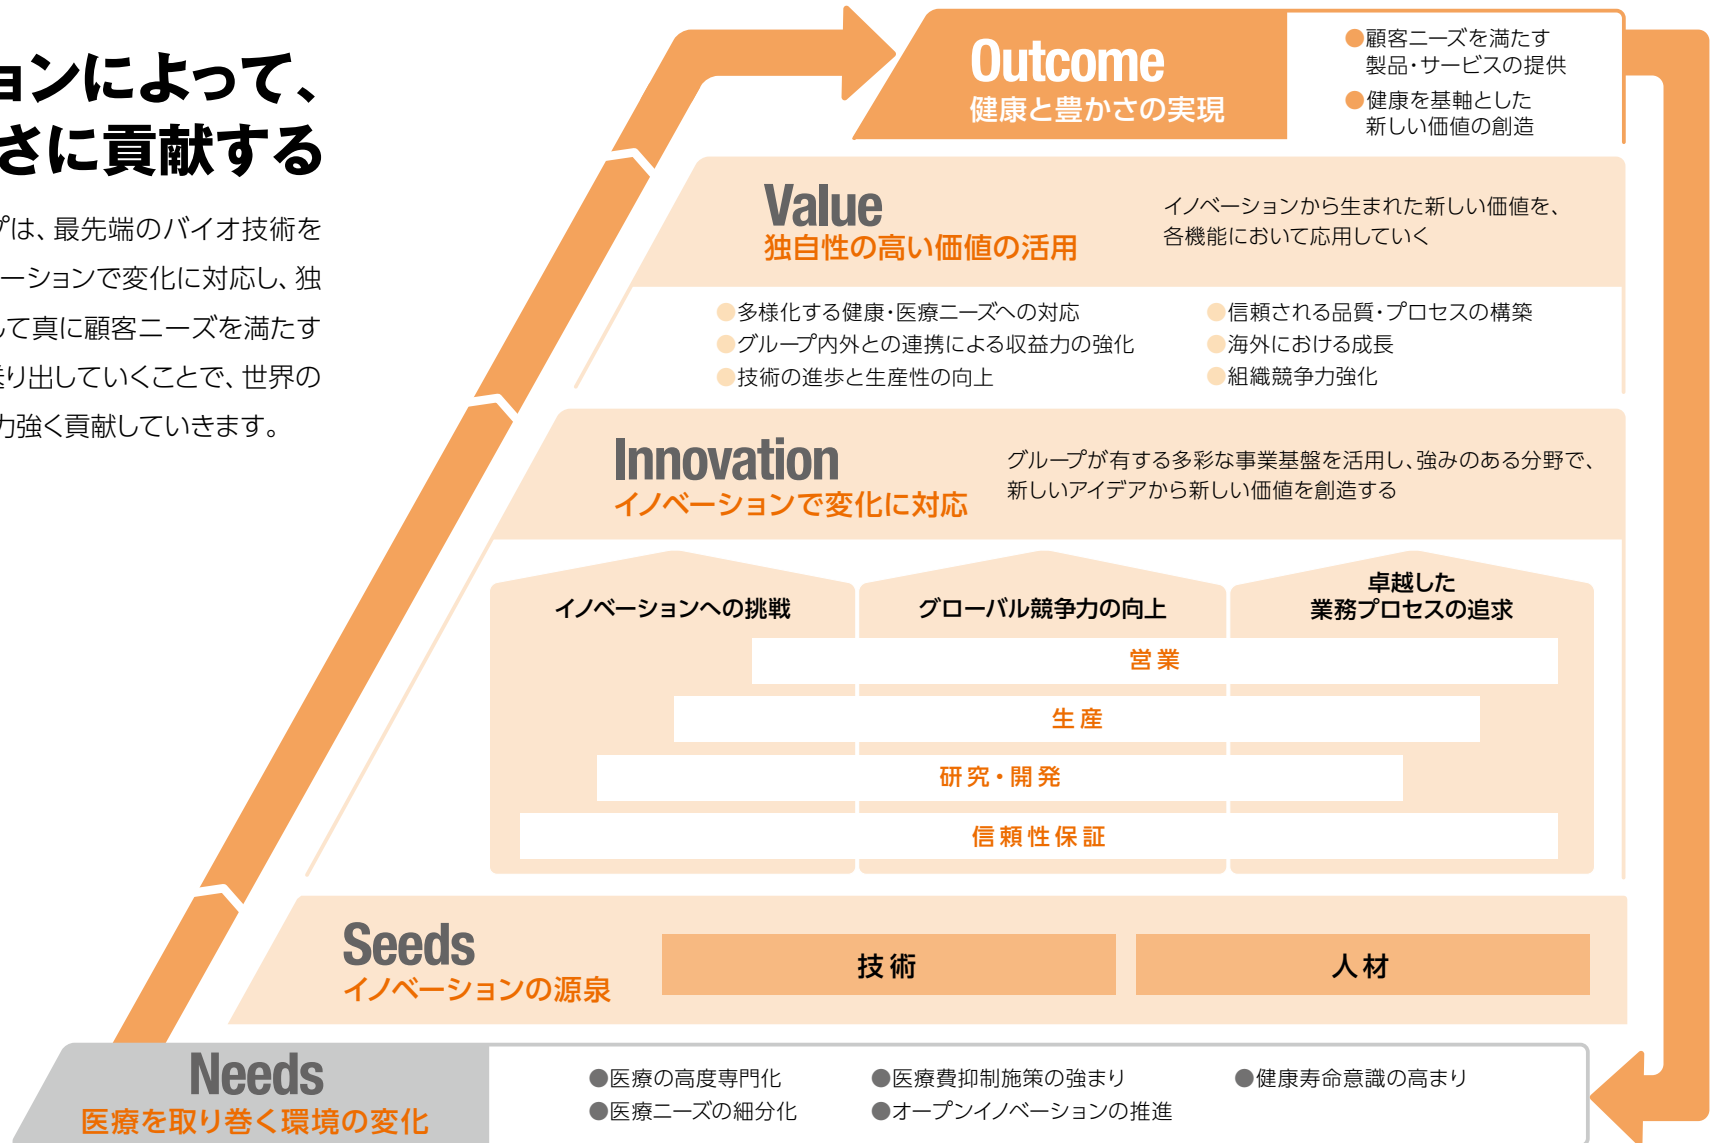 ョンによって、
さに貢献する
プは、最先端のバイオ技術を
ーションで変化に対応し、独
して真に顧客ニーズを満たす
送り出していくことで、世界の
力強く貢献していきます。
Outcome
健康と豊かさの実現
●顧客ニーズを満たす
製品・サービスの提供
●健康を基軸とした
新しい価値の創造
Value
独自性の高い価値の活用
イノベーションから生まれた新しい価値を、
各機能において応用していく
●多様化する健康・医療ニーズへの対応
●グループ内外との連携による収益力の強化
●技術の進歩と生産性の向上
●信頼される品質・プロセスの構築
●海外における成長
●組織競争力強化
Innovation
イノベーションで変化に対応
グループが有する多彩な事業基盤を活用し、強みのある分野で、
新しいアイデアから新しい価値を創造する
イノベーションへの挑戦
グローバル競争力の向上
卓越した
業務プロセスの追求
営業
生産
研究・開発
信頼性保証
Seeds
イノベーションの源泉
技術
人材
Needs
医療を取り巻く環境の変化
●医療の高度専門化
●医療ニーズの細分化
●医療費抑制施策の強まり
●オープンイノベーションの推進
●健康寿命意識の高まり